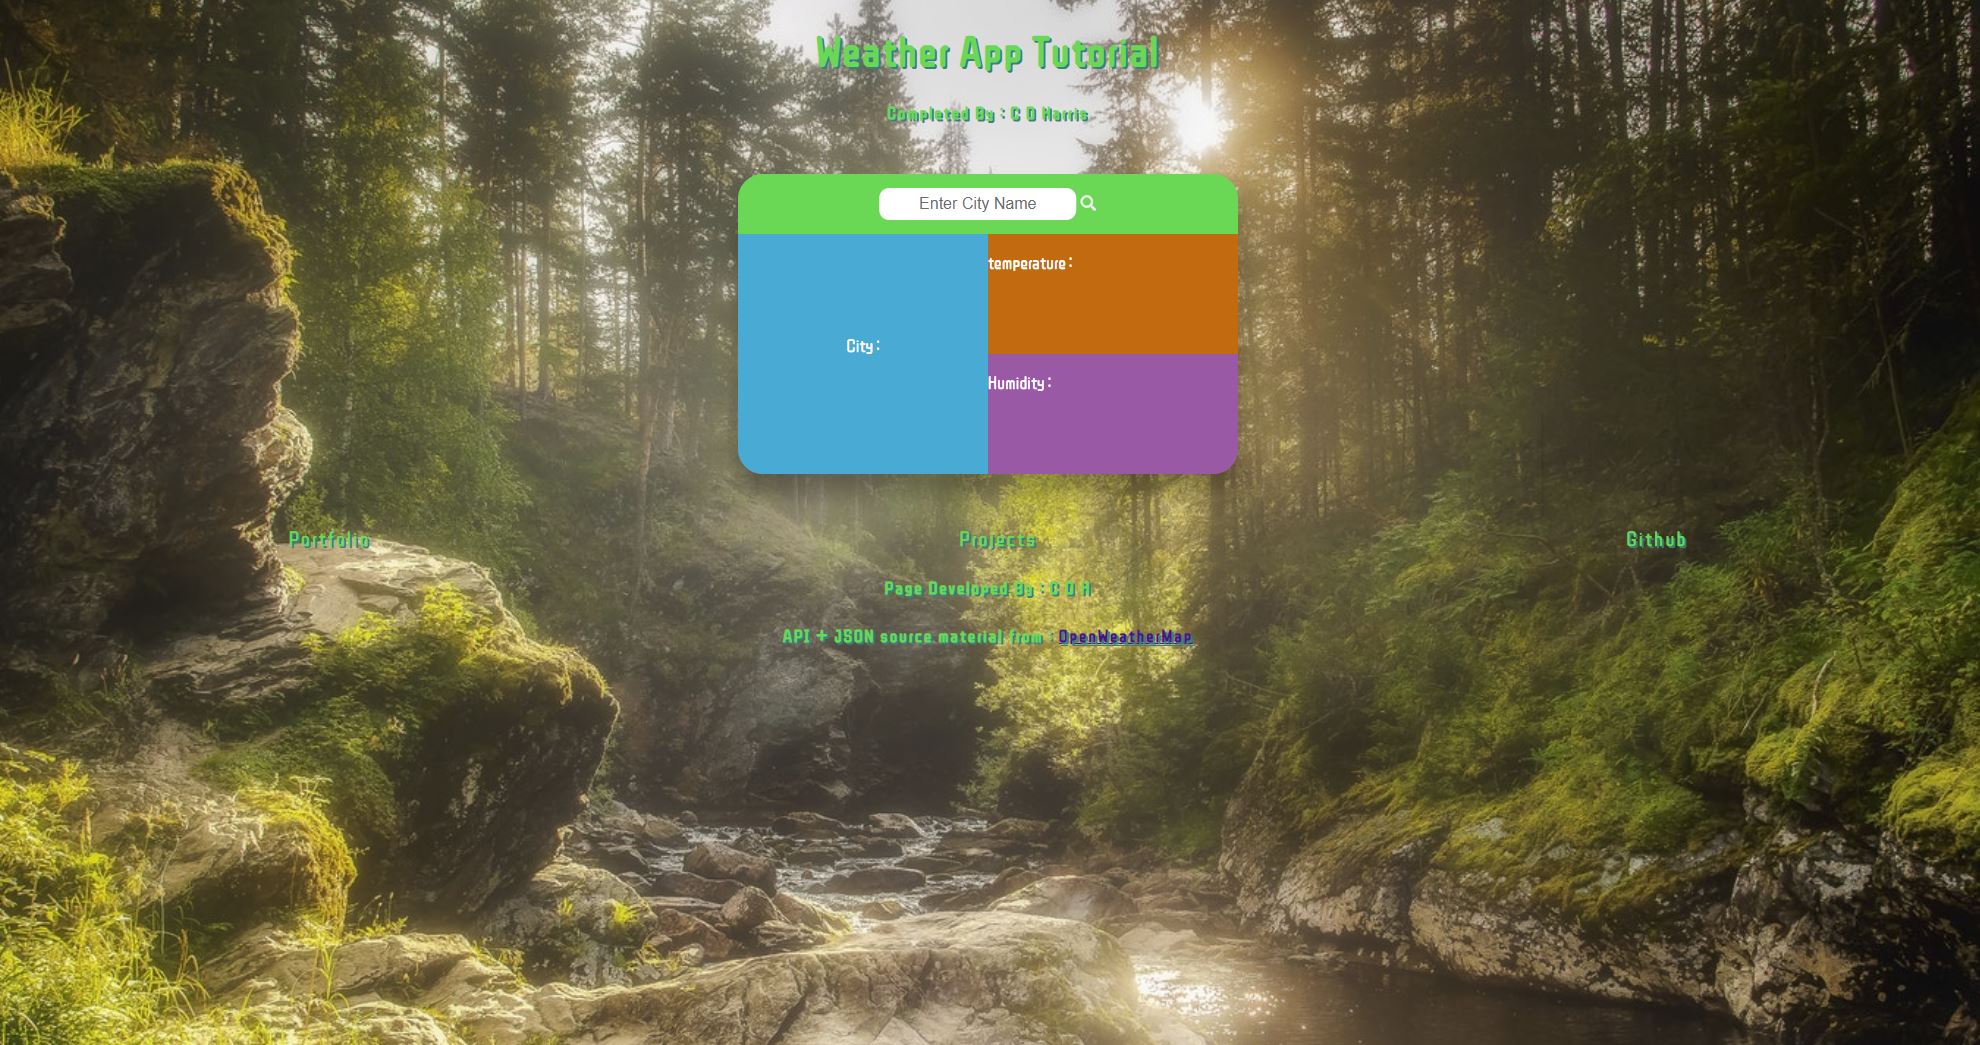 Weather App Tutorial
Completed By : C D Harris
Enter City Name
temperature :
City :
Humidity :
Portfolio Projects Github
Page Developed By : C D H
API + JSON source material from : OpenWeatherMap